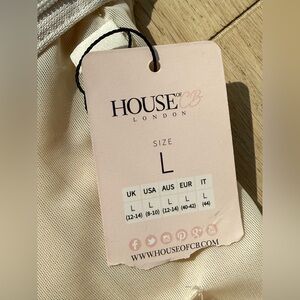 HOUSE OF CB
LONDON
SIZE
L
UK USA AUS EUR IT
L L L L L
(12-14) (8-10) (12-14) (40-42) (44)
WWW.HOUSEOFCB.COM